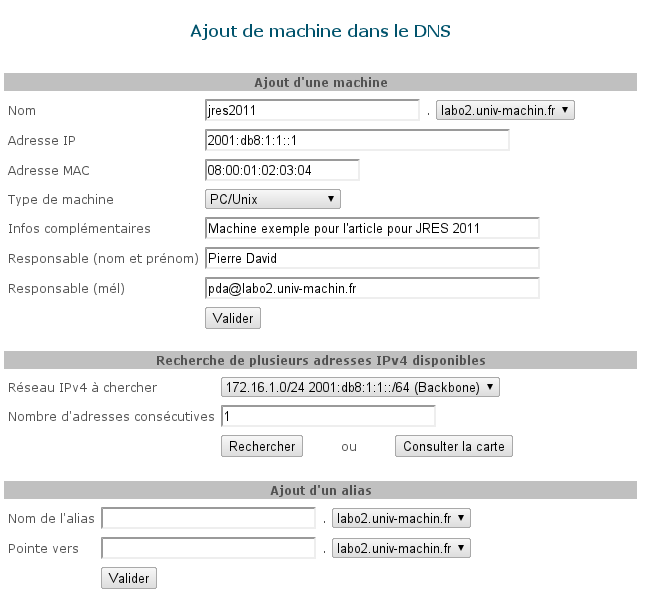 Ajout de machine dans le DNS
Ajout d'une machine
Nom jres2011 . labo2.univ-machin.fr
Adresse IP 2001:db8:1:1::1
Adresse MAC 08:00:01:02:03:04
Type de machine PC/Unix
Infos complémentaires Machine exemple pour l'article pour JRES 2011
Responsable (nom et prénom) Pierre David
Responsable (mél) pda@labo2.univ-machin.fr
Valider
Recherche de plusieurs adresses IPv4 disponibles
Réseau IPv4 à chercher 172.16.1.0/24 2001:db8:1:1::/64 (Backbone)
Nombre d'adresses consécutives 1
Rechercher ou Consulter la carte
Ajout d'un alias
Nom de l'alias . labo2.univ-machin.fr
Pointe vers . labo2.univ-machin.fr
Valider